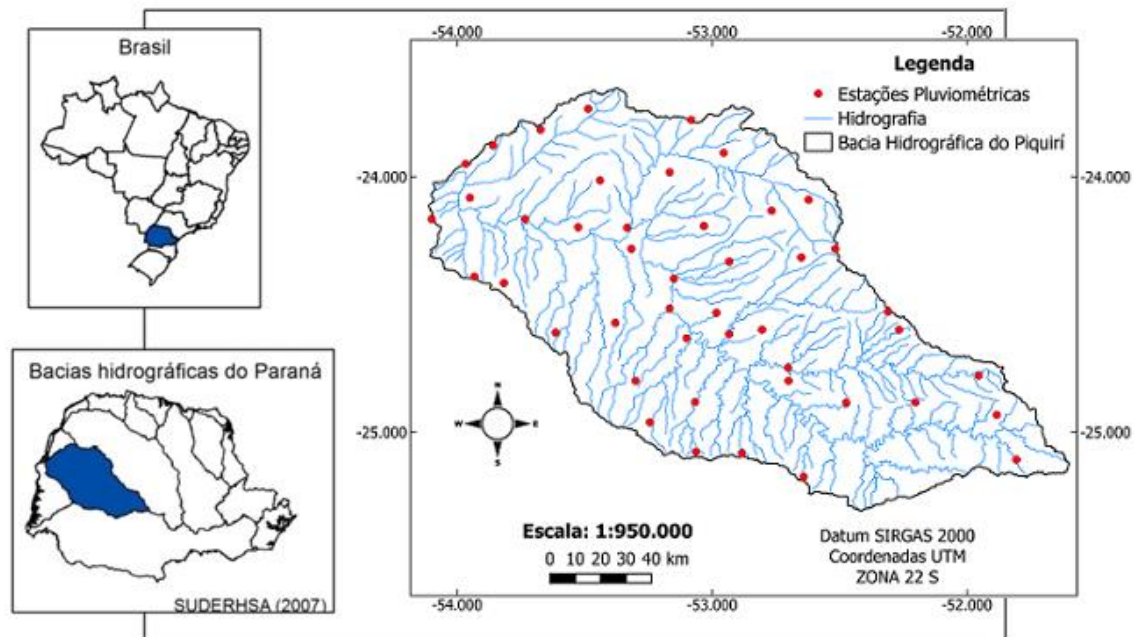 Brasil
Bacias hidrográficas do Paraná
SUDERHSA (2007)
-54.000
-53.000
-52.000
Legenda
Estações Pluviométricas
Hidrografia
Bacia Hidrográfica do Piquirí
-24.000
-24.000
-25.000
-25.000
N
W
E
S
Escala: 1:950.000
0 10 20 30 40 km
Datum SIRGAS 2000
Coordenadas UTM
ZONA 22 S
-54.000
-53.000
-52.000